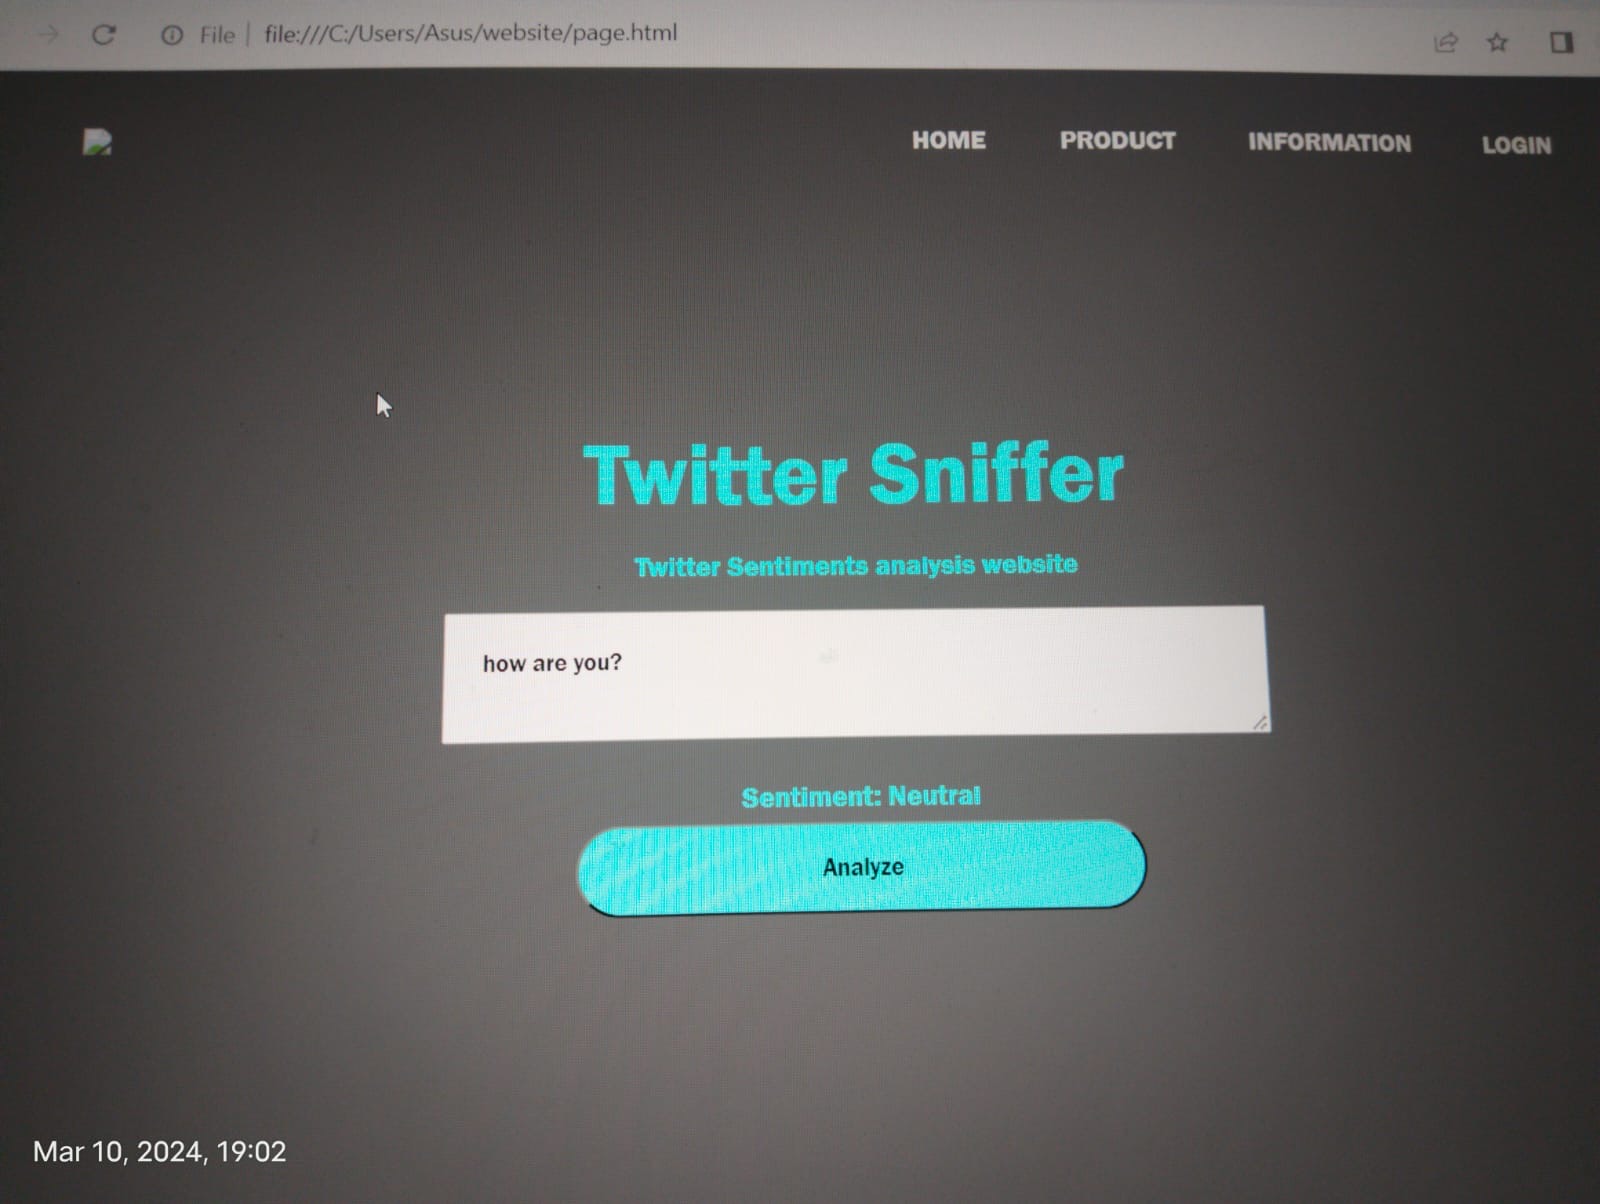 File | file:///C:/Users/Asus/website/page.html
HOME PRODUCT INFORMATION LOGIN
Twitter Sniffer
Twitter Sentiments analysis website
how are you?
Sentiment: Neutral
Analyze
Mar 10, 2024, 19:02